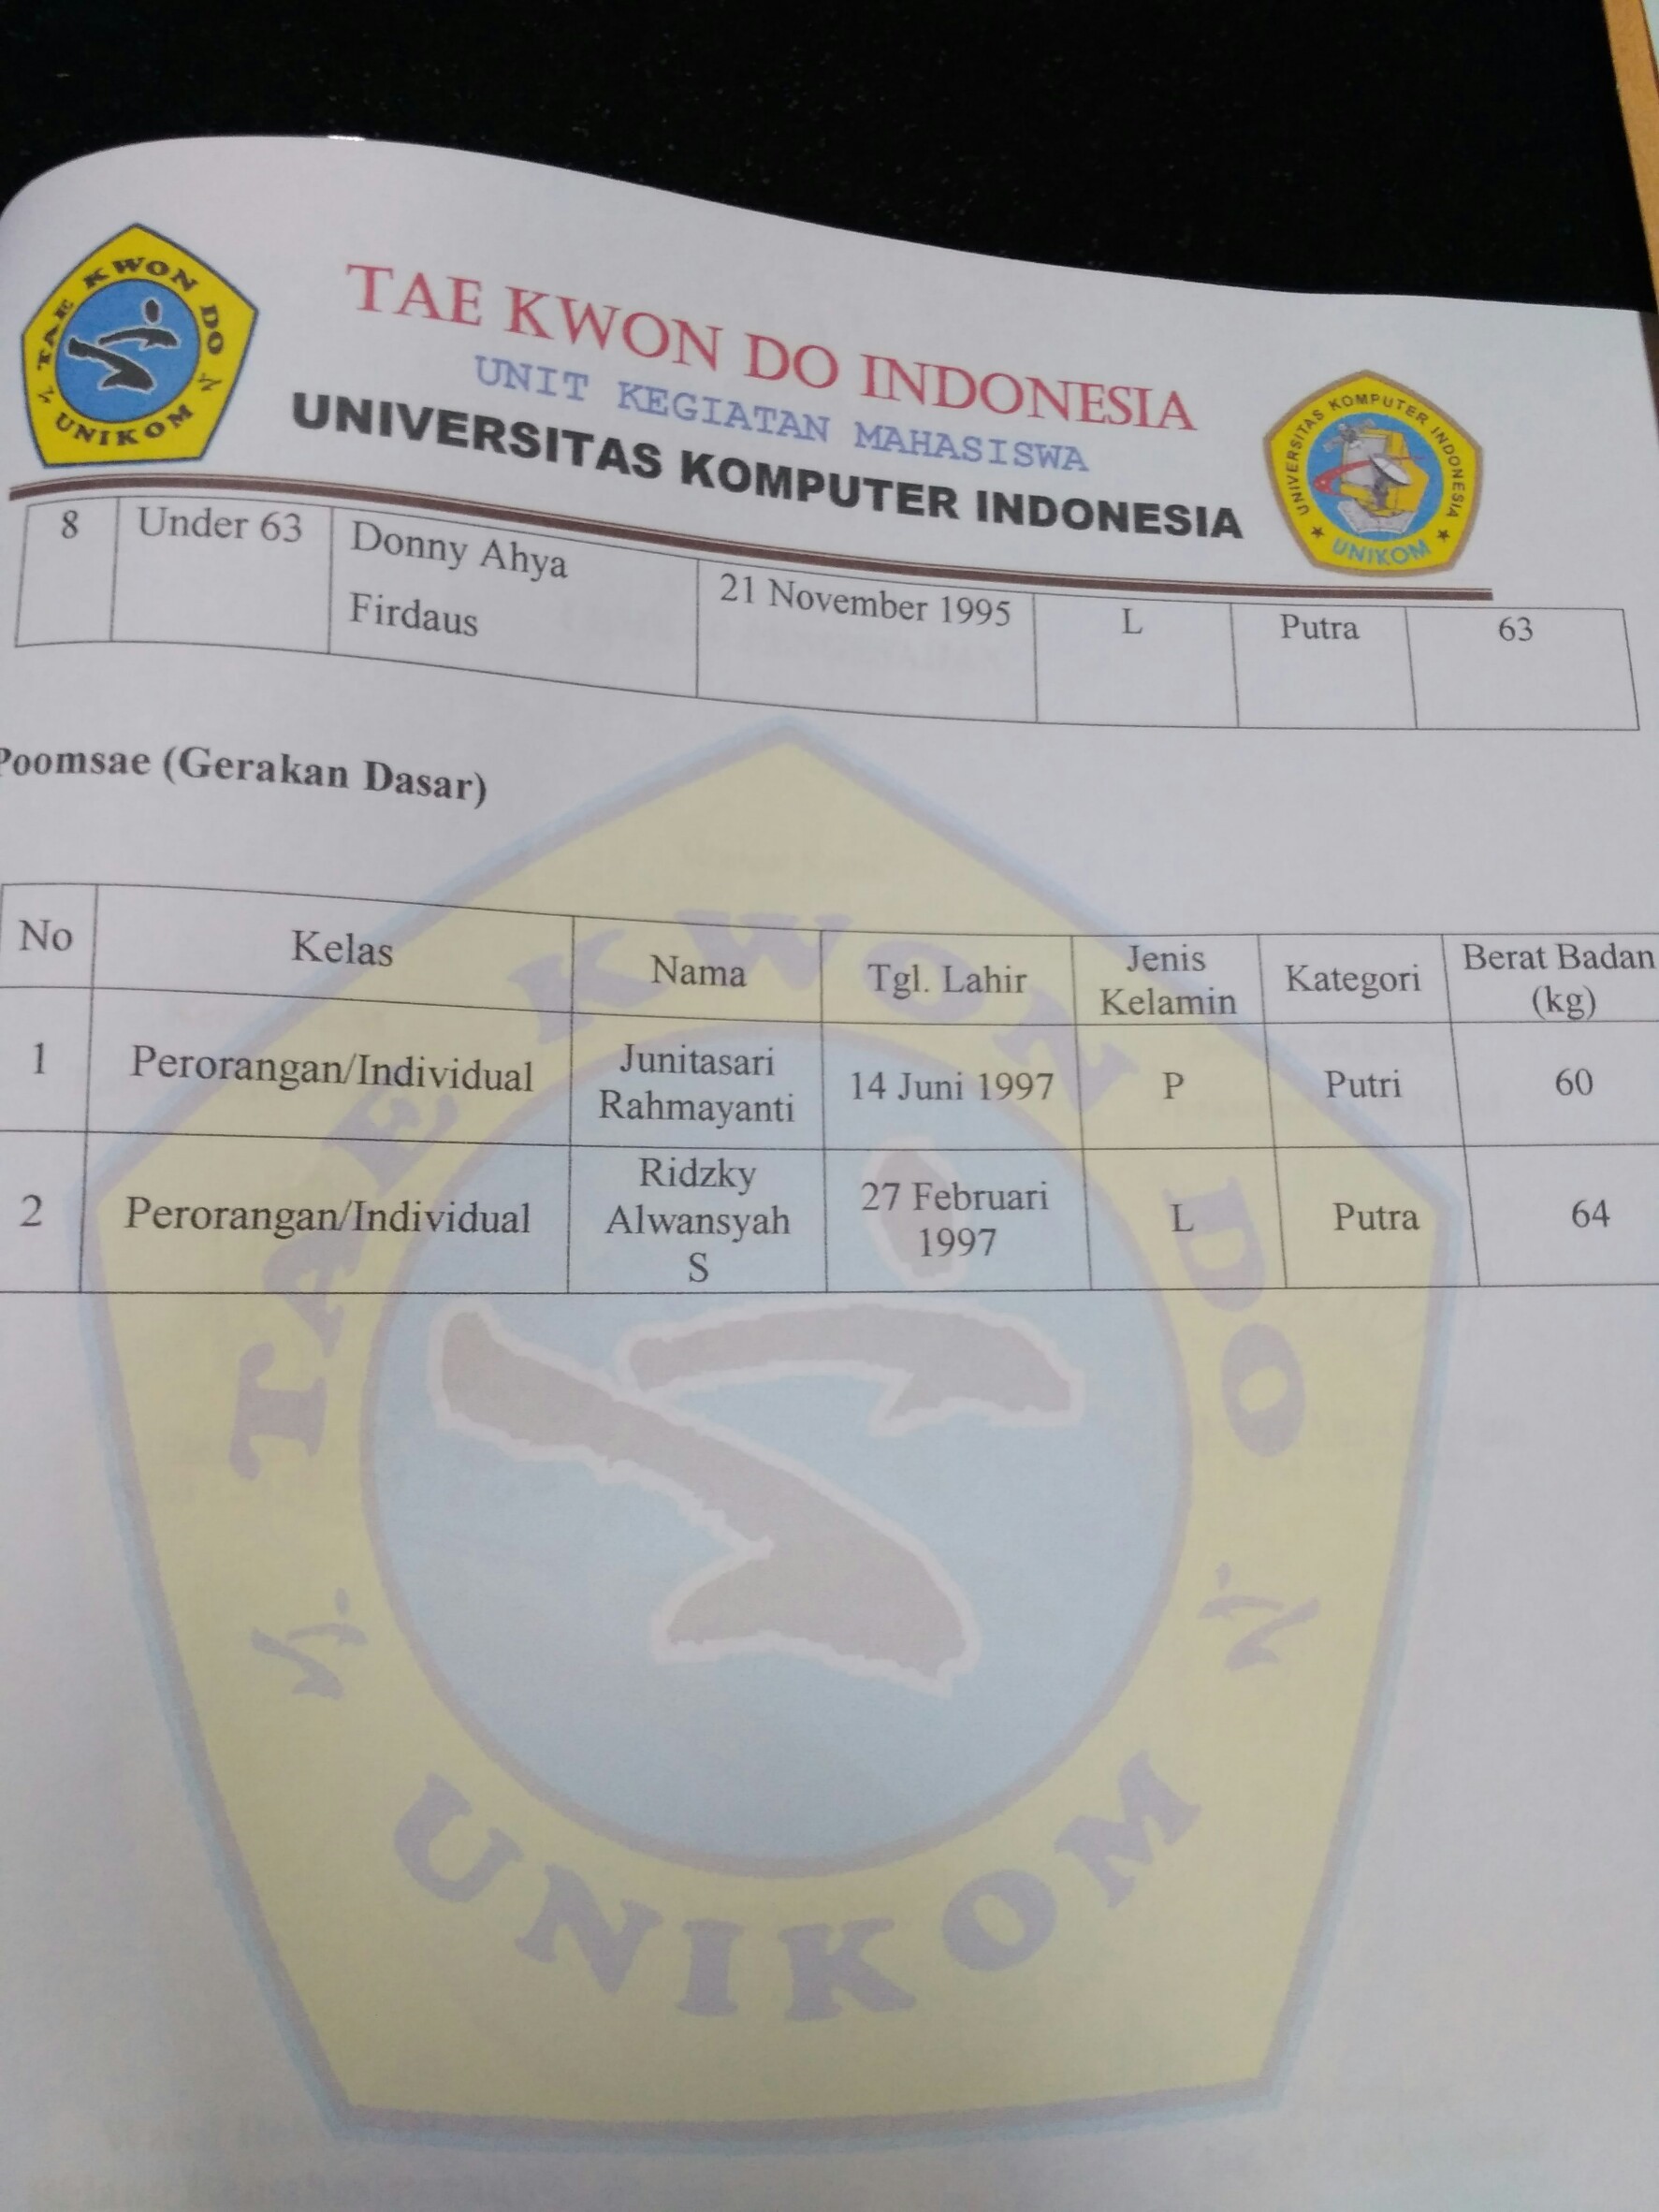 TAE KWON DO
UNIKOM
TAE KWON DO INDONESIA
UNIT KEGIATAN MAHASISWA
UNIVERSITAS KOMPUTER INDONESIA
UNIVERSITAS KOMPUTER INDONESIA
UNIKOM
8 Under 63 Donny Ahya 21 November 1995 L Putra 63
Firdaus
Poomsae (Gerakan Dasar)
No Kelas Nama Tgl. Lahir Jenis Kategori Berat Badan
Kelamin (kg)
1 Perorangan/Individual Junitasari 14 Juni 1997 P Putri 60
Rahmayanti
2 Perorangan/Individual Ridzky 27 Februari L Putra 64
Alwansyah 1997
S
TAE KWON DO
UNIKOM